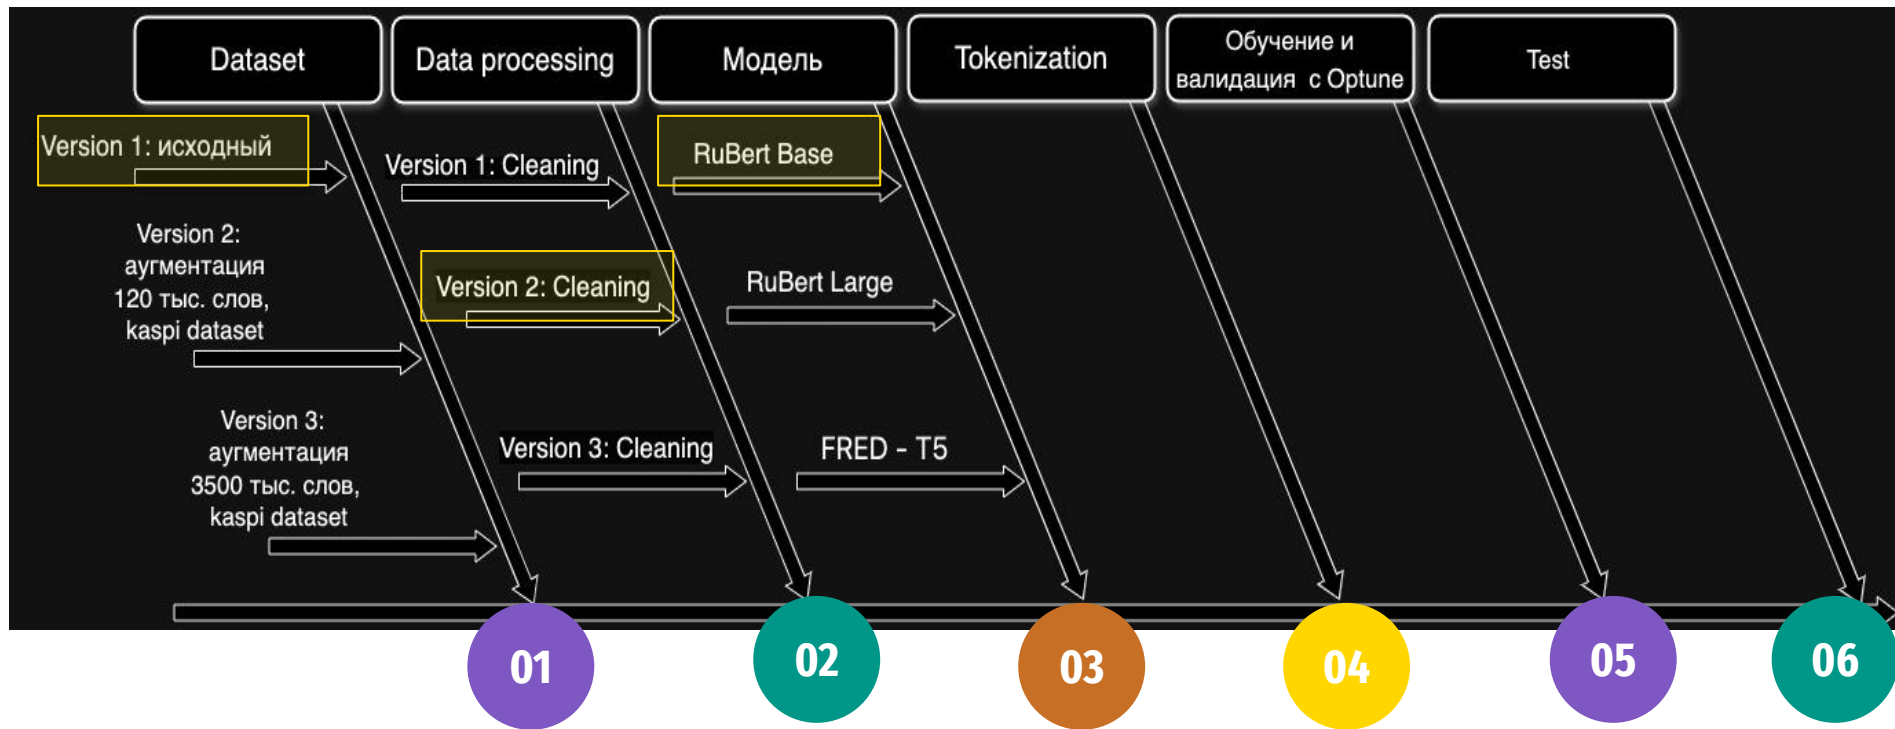 Dataset
Data processing
Модель
Tokenization
Обучение и
валидация с Optune
Test
Version 1: исходный
Version 2:
аугментация
120 тыс. слов,
kaspi dataset
Version 3:
аугментация
3500 тыс. слов,
kaspi dataset
Version 1: Cleaning
Version 2: Cleaning
Version 3: Cleaning
RuBert Base
RuBert Large
FRED - T5
01
02
03
04
05
06